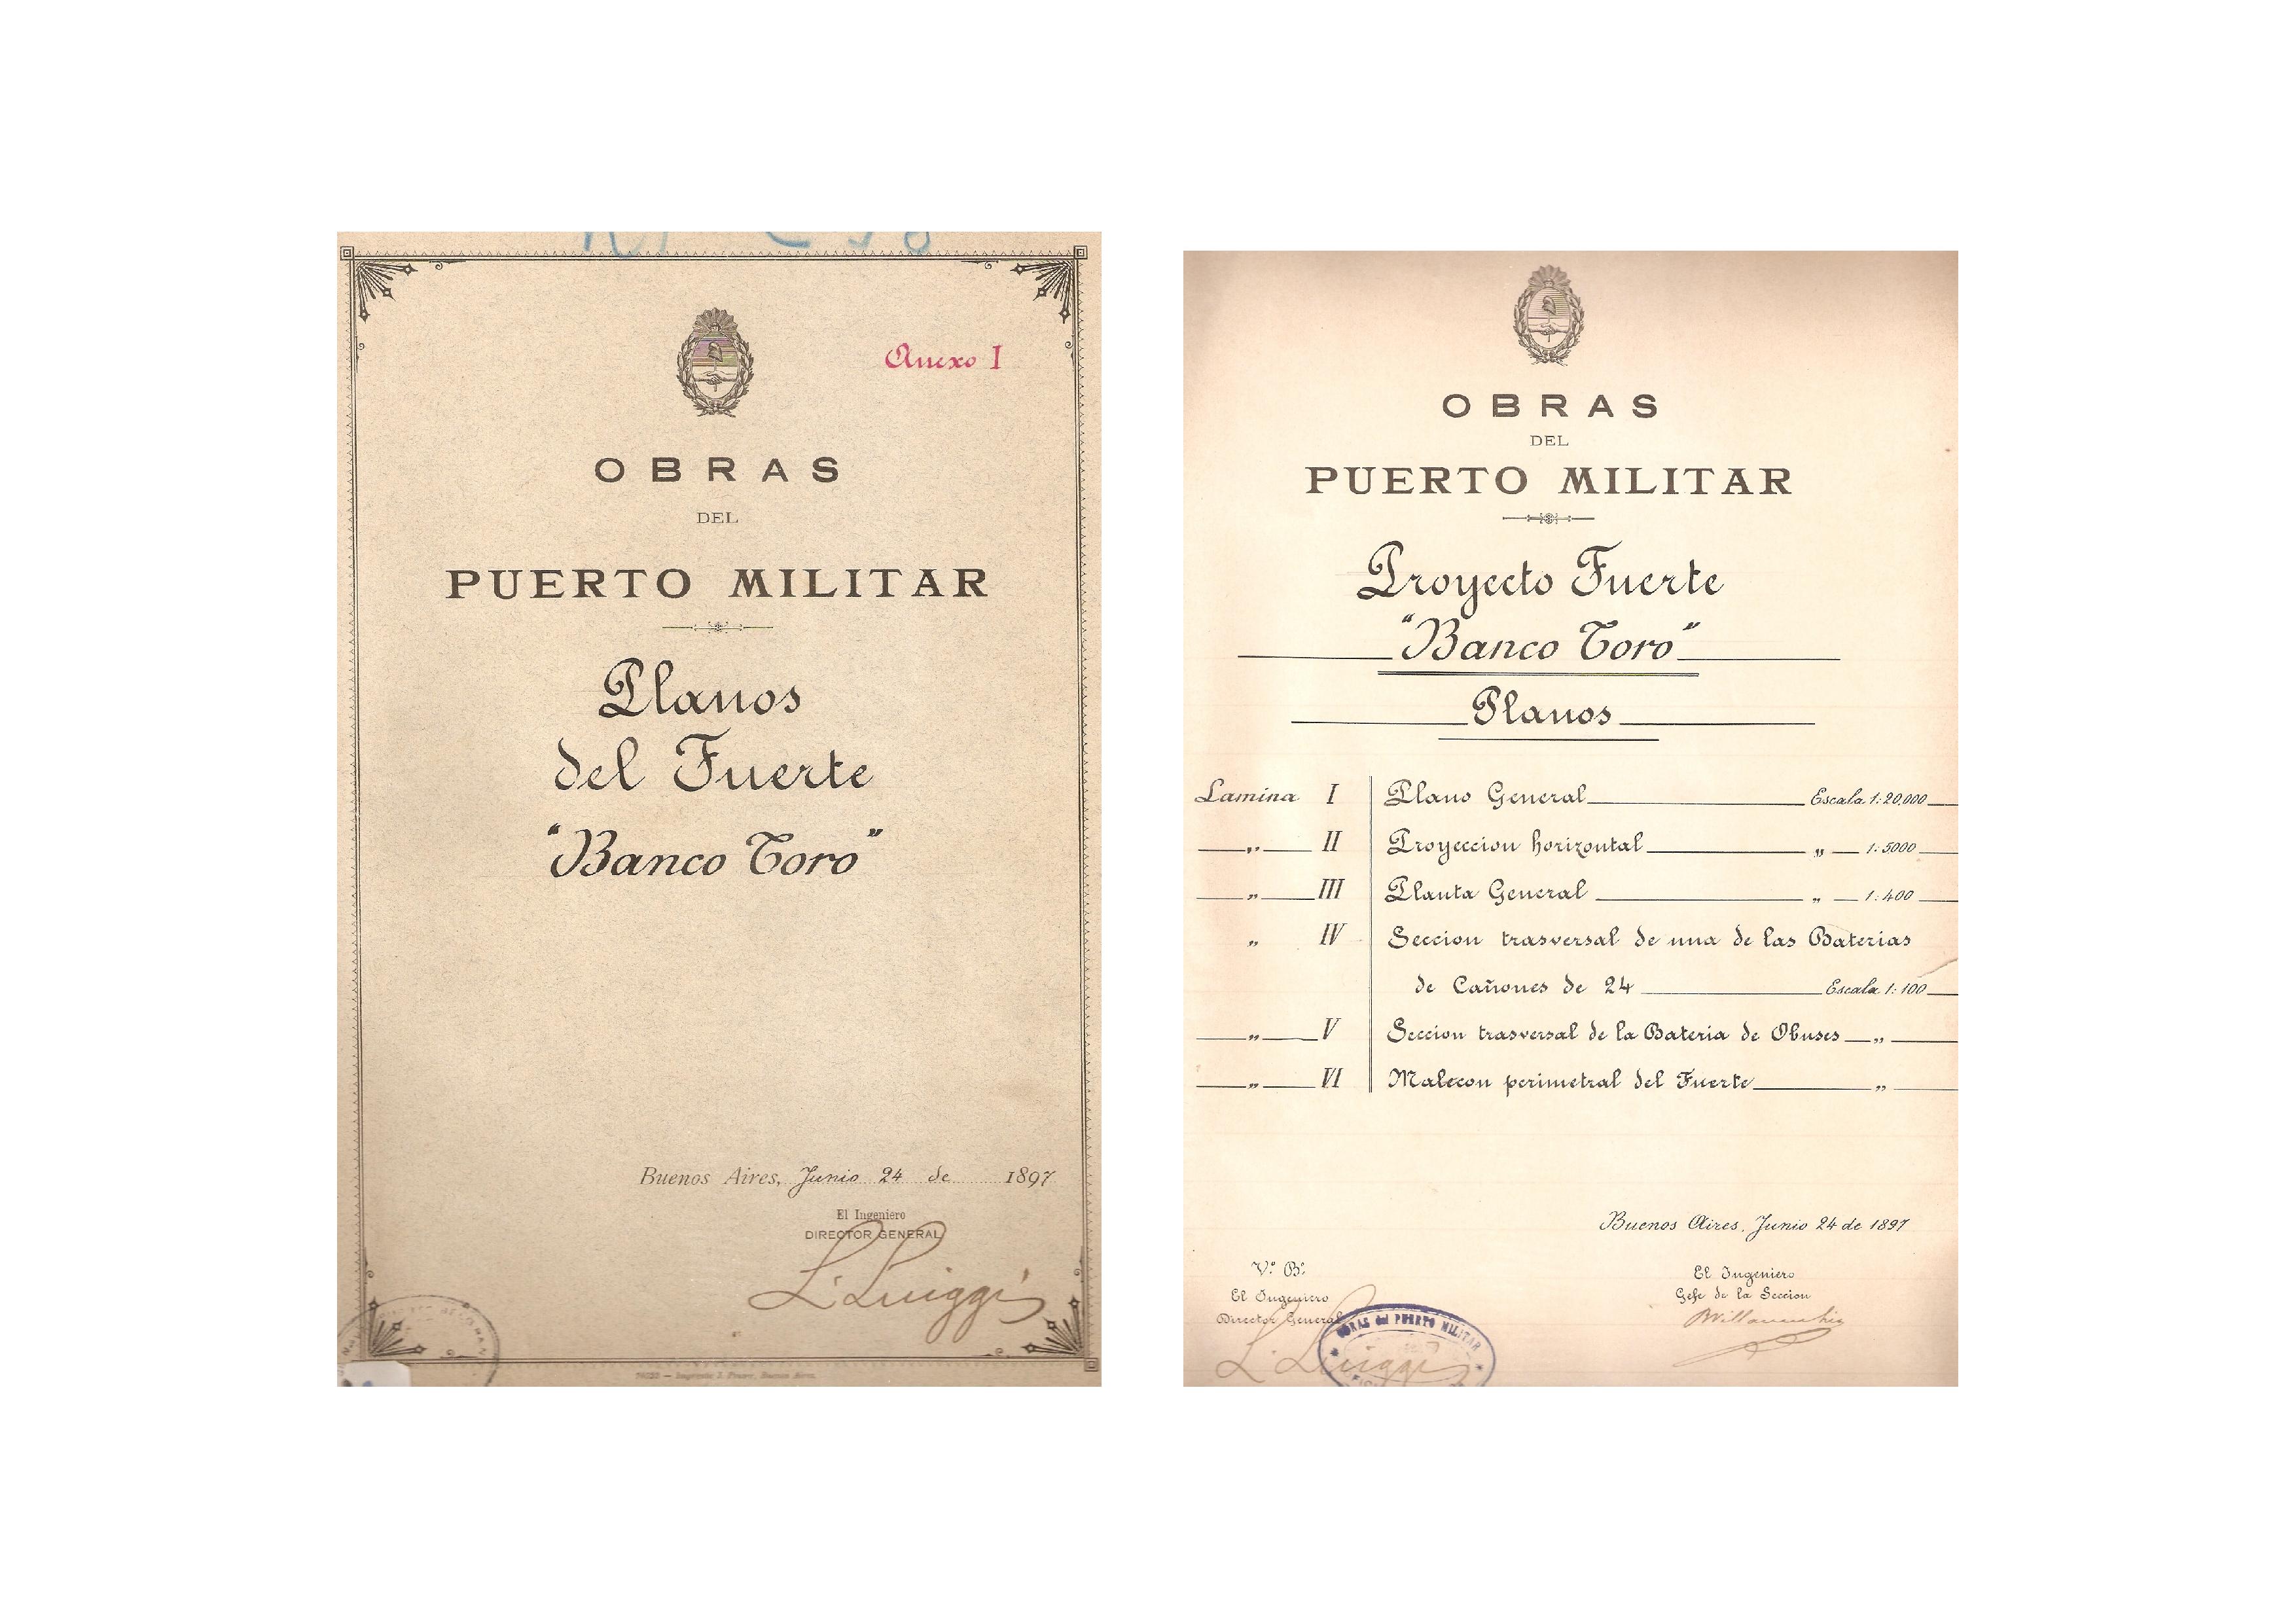 Anexo I
OBRAS
DEL
PUERTO MILITAR
Planos
del Fuerte
"Banco Toro"
Buenos Aires, Junio 24 de 1897
El Ingeniero
DIRECTOR GENERAL
L. Luiggi
OBRAS
DEL
PUERTO MILITAR
Proyecto Fuerte
"Banco Toro"
Planos
Lamina I Plano General Escala 1:20,000
„ II Proyeccion horizontal „ 1:5000
„ III Planta General „ 1:400
„ IV Seccion trasversal de una de las Baterias
de Cañones de 24 Escala 1:100
„ V Seccion trasversal de la Bateria de Obuses „
„ VI Malecon perimetral del Fuerte „
Buenos Aires, Junio 24 de 1897
Vº Bº
El Ingeniero
Director General
L. Luiggi
OBRAS del PUERTO MILITAR
El Ingeniero
Gefe de la Seccion